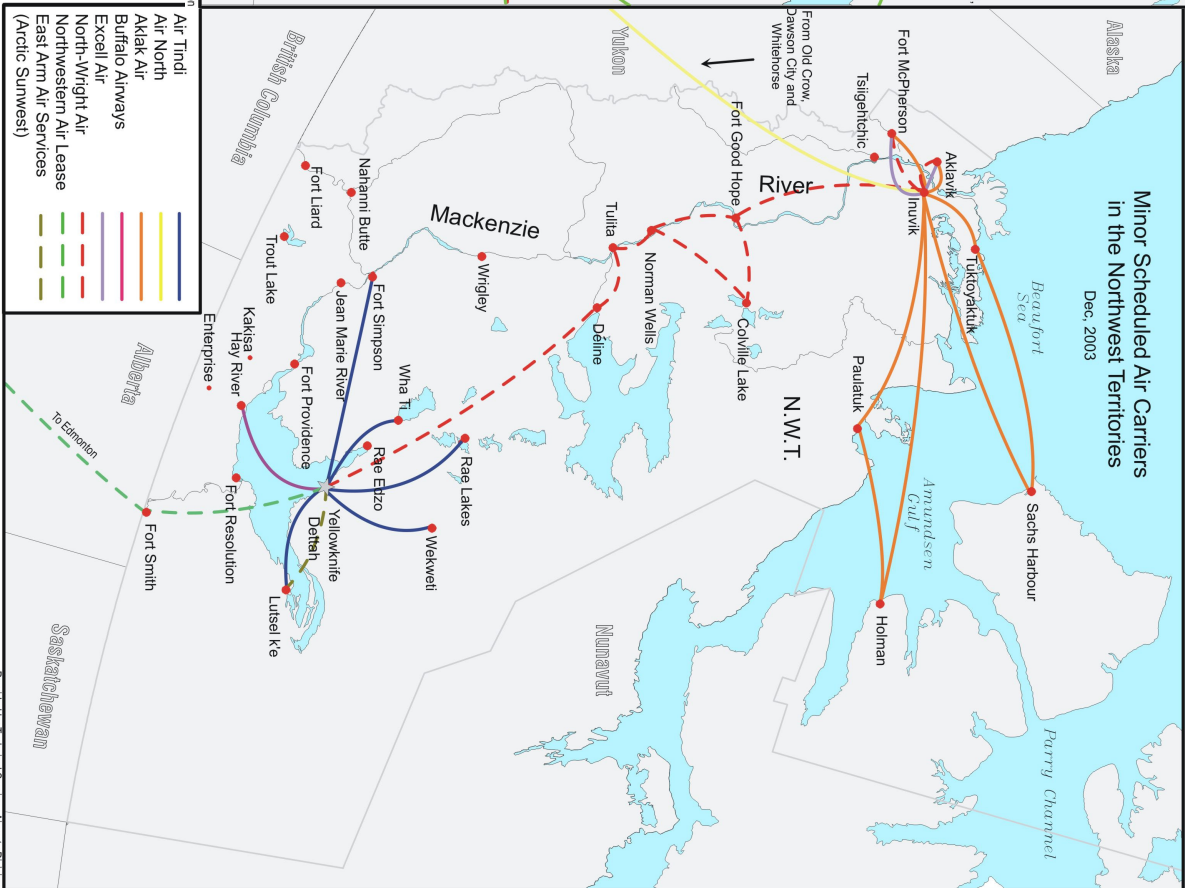 Minor Scheduled Air Carriers
in the Northwest Territories
Dec, 2003
Alaska
Beaufort
Sea
Parry Channel
Sachs Harbour
Tuktoyaktuk
Aklavik
Inuvik
Fort McPherson
Tsiigehtchic
Amundsen
Gulf
Holman
Paulatuk
From Old Crow,
Dawson City and
Whitehorse
River
N.W.T.
Fort Good Hope
Colville Lake
Yukon
Norman Wells
Tulita
Déline
Nunavut
Mackenzie
Wrigley
Rae Lakes
Wha Ti
Wekweti
Rae Edzo
Fort Simpson
Nahanni Butte
Jean Marie River
Yellowknife
Dettah
Fort Liard
Fort Providence
Trout Lake
Lutsel k'e
British Columbia
Kakisa
Hay River
Fort Resolution
Enterprise
Alberta
Fort Smith
To Edmonton
Saskatchewan
Air Tindi
Air North
Aklak Air
Buffalo Airways
Excell Air
North-Wright Air
Northwestern Air Lease
East Arm Air Services
(Arctic Sunwest)